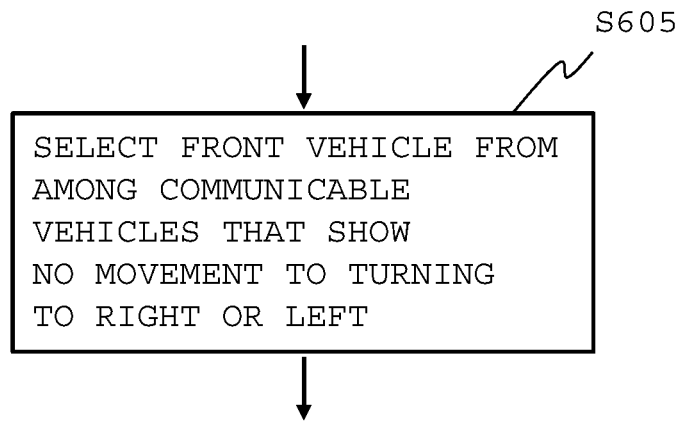 S605
SELECT FRONT VEHICLE FROM
AMONG COMMUNICABLE
VEHICLES THAT SHOW
NO MOVEMENT TO TURNING
TO RIGHT OR LEFT